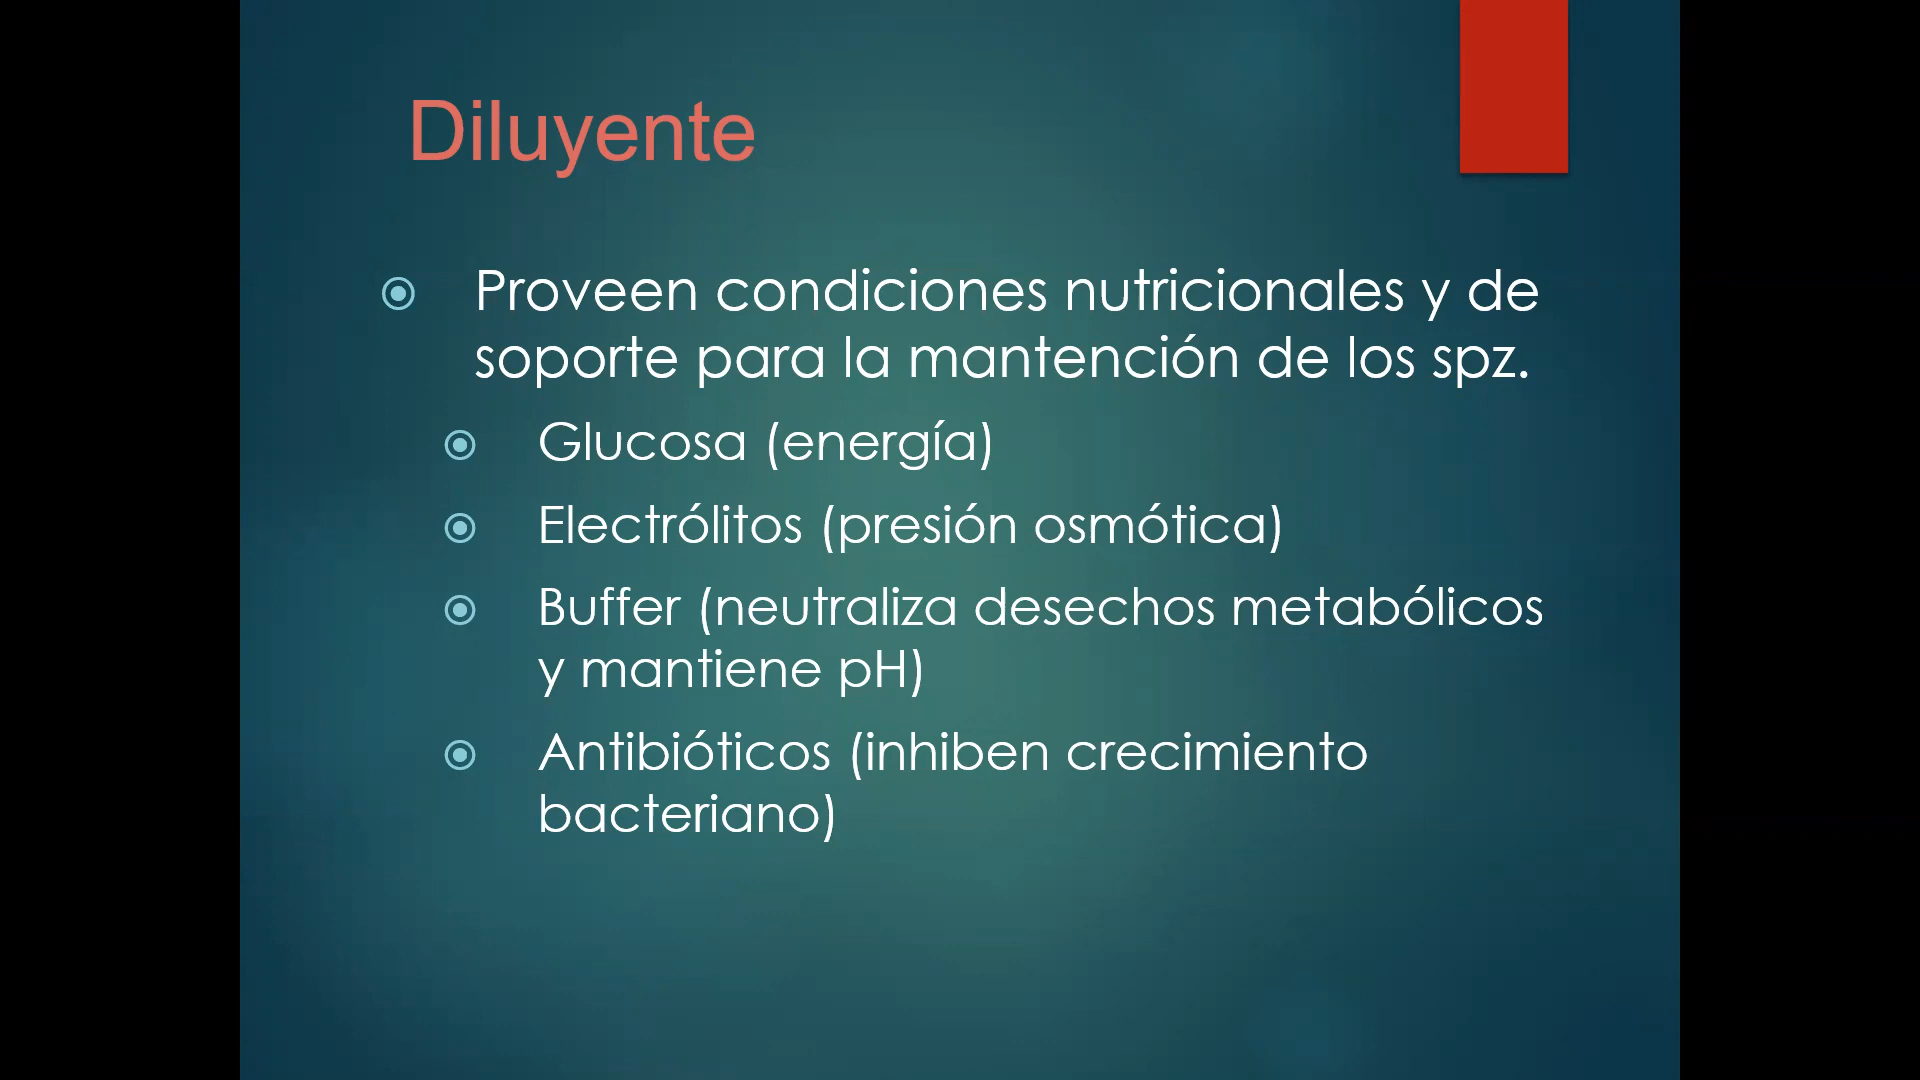 Diluyente
Proveen condiciones nutricionales y de
soporte para la mantención de los spz.
Glucosa (energía)
Electrólitos (presión osmótica)
Buffer (neutraliza desechos metabólicos
y mantiene pH)
Antibióticos (inhiben crecimiento
bacteriano)